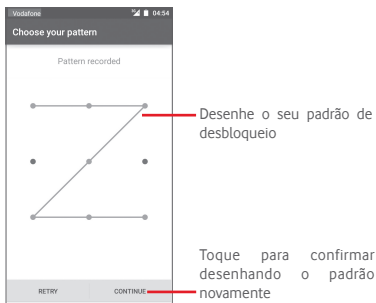 Vodafone 3G 04:54
Choose your pattern
Pattern recorded
Desenhe o seu padrão de
desbloqueio
Toque para confirmar
desenhando o padrão
novamente
RETRY CONTINUE